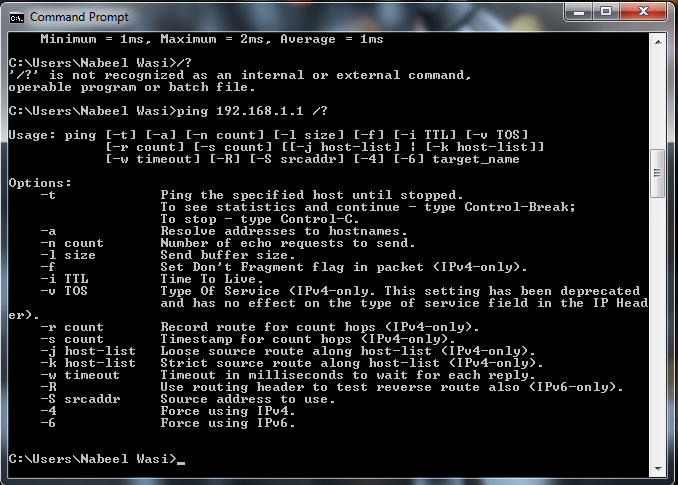 Command Prompt
Minimum = 1ms, Maximum = 2ms, Average = 1ms
C:\Users\Nabeel Wasi>/?
'/?' is not recognized as an internal or external command,
operable program or batch file.
C:\Users\Nabeel Wasi>ping 192.168.1.1 /?
Usage: ping [-t] [-a] [-n count] [-l size] [-f] [-i TTL] [-v TOS]
[-r count] [-s count] [[-j host-list] ¦ [-k host-list]]
[-w timeout] [-R] [-S srcaddr] [-4] [-6] target_name
Options:
-t Ping the specified host until stopped.
To see statistics and continue - type Control-Break;
To stop - type Control-C.
-a Resolve addresses to hostnames.
-n count Number of echo requests to send.
-l size Send buffer size.
-f Set Don't Fragment flag in packet (IPv4-only).
-i TTL Time To Live.
-v TOS Type Of Service (IPv4-only. This setting has been deprecated
and has no effect on the type of service field in the IP Head
er).
-r count Record route for count hops (IPv4-only).
-s count Timestamp for count hops (IPv4-only).
-j host-list Loose source route along host-list (IPv4-only).
-k host-list Strict source route along host-list (IPv4-only).
-w timeout Timeout in milliseconds to wait for each reply.
-R Use routing header to test reverse route also (IPv6-only).
-S srcaddr Source address to use.
-4 Force using IPv4.
-6 Force using IPv6.
C:\Users\Nabeel Wasi>_